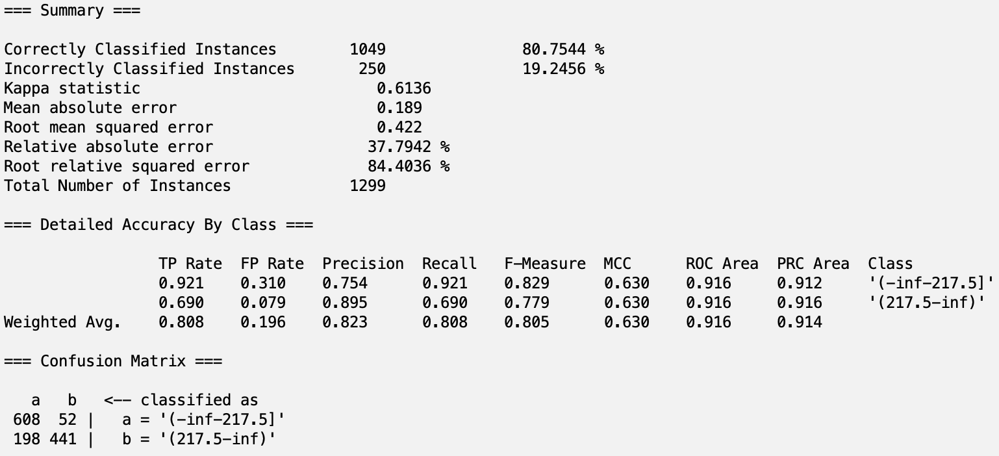 === Summary ===
Correctly Classified Instances 1049 80.7544 %
Incorrectly Classified Instances 250 19.2456 %
Kappa statistic 0.6136
Mean absolute error 0.189
Root mean squared error 0.422
Relative absolute error 37.7942 %
Root relative squared error 84.4036 %
Total Number of Instances 1299
=== Detailed Accuracy By Class ===
TP Rate FP Rate Precision Recall F-Measure MCC ROC Area PRC Area Class
0.921 0.310 0.754 0.921 0.829 0.630 0.916 0.912 '(-inf-217.5]'
0.690 0.079 0.895 0.690 0.779 0.630 0.916 0.916 '(217.5-inf)'
Weighted Avg. 0.808 0.196 0.823 0.808 0.805 0.630 0.916 0.914
=== Confusion Matrix ===
a b <-- classified as
608 52 | a = '(-inf-217.5]'
198 441 | b = '(217.5-inf)'